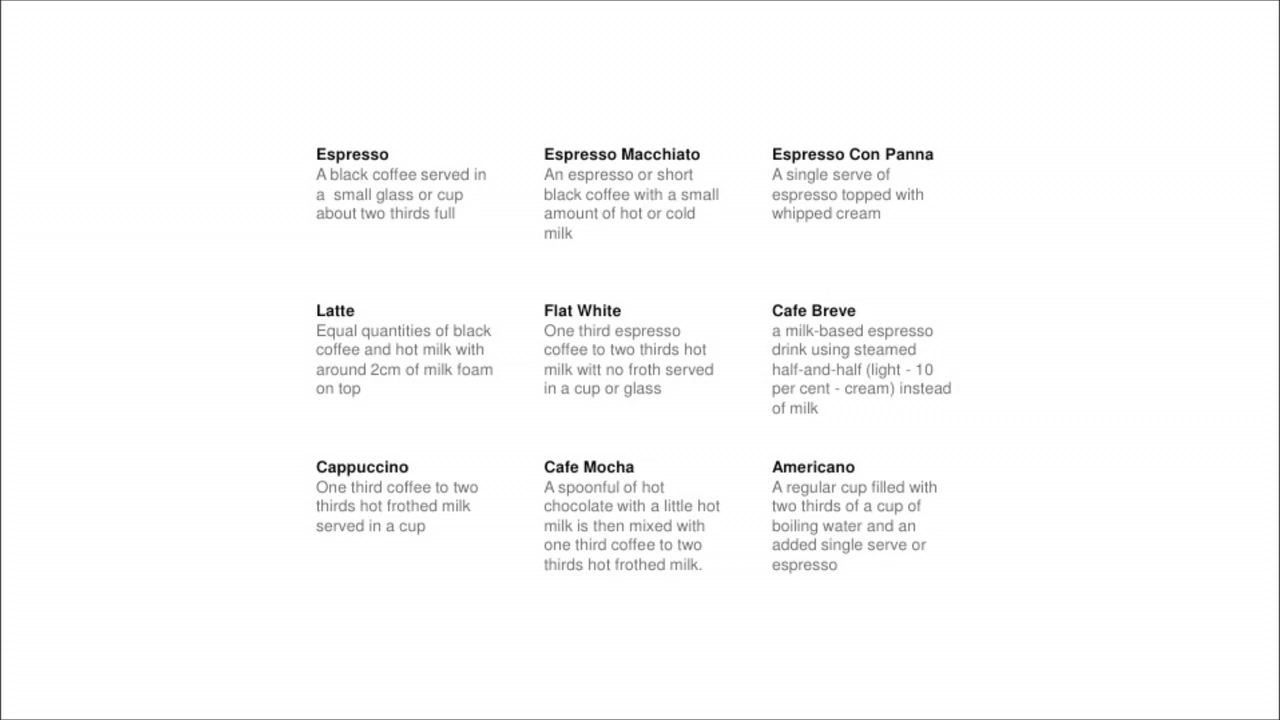 Espresso
A black coffee served in
a  small glass or cup
about two thirds full
Espresso Macchiato
An espresso or short
black coffee with a small
amount of hot or cold
milk
Espresso Con Panna
A single serve of
espresso topped with
whipped cream
Latte
Equal quantities of black
coffee and hot milk with
around 2cm of milk foam
on top
Flat White
One third espresso
coffee to two thirds hot
milk witt no froth served
in a cup or glass
Cafe Breve
a milk-based espresso
drink using steamed
half-and-half (light - 10
per cent - cream) instead
of milk
Cappuccino
One third coffee to two
thirds hot frothed milk
served in a cup
Cafe Mocha
A spoonful of hot
chocolate with a little hot
milk is then mixed with
one third coffee to two
thirds hot frothed milk.
Americano
A regular cup filled with
two thirds of a cup of
boiling water and an
added single serve or
espresso